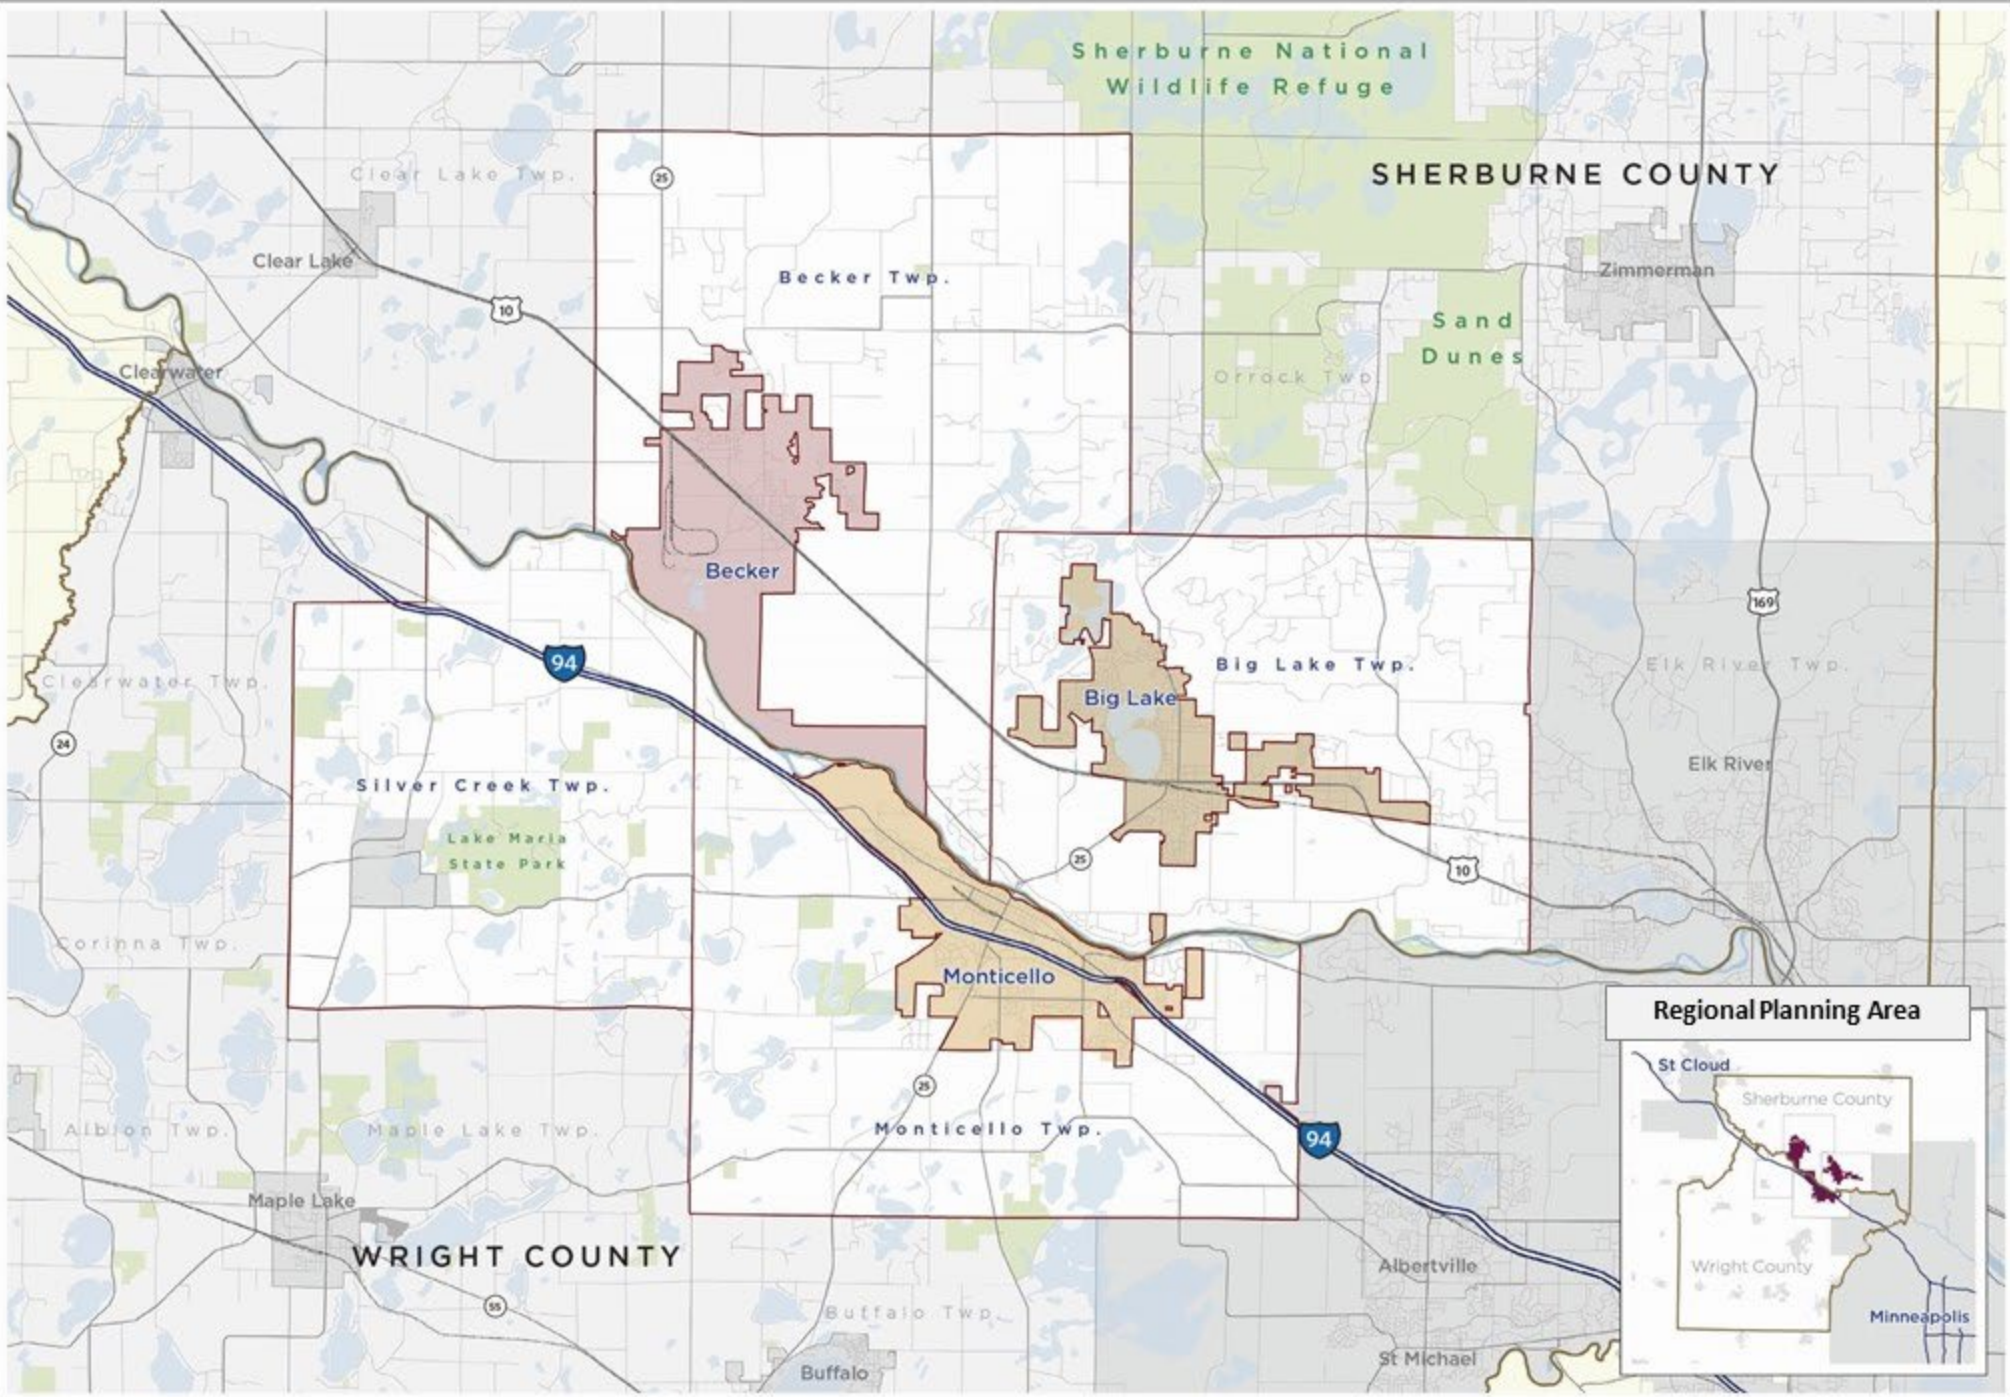 Sherburne National
Wildlife Refuge
SHERBURNE COUNTY
Clear Lake Twp.
25
Clear Lake
Becker Twp.
Zimmerman
10
Sand
Dunes
Clearwater
Orrock Twp.
Becker
169
94
Big Lake Twp.
Elk River Twp.
Clearwater Twp.
Big Lake
24
Elk River
Silver Creek Twp.
Lake Maria
State Park
25
10
Corinna Twp.
Monticello
Regional Planning Area
St Cloud
25
Sherburne County
Albion Twp.
Maple Lake Twp.
Monticello Twp.
94
Maple Lake
WRIGHT COUNTY
Albertville
Wright County
55
Buffalo Twp.
Minneapolis
St Michael
Buffalo